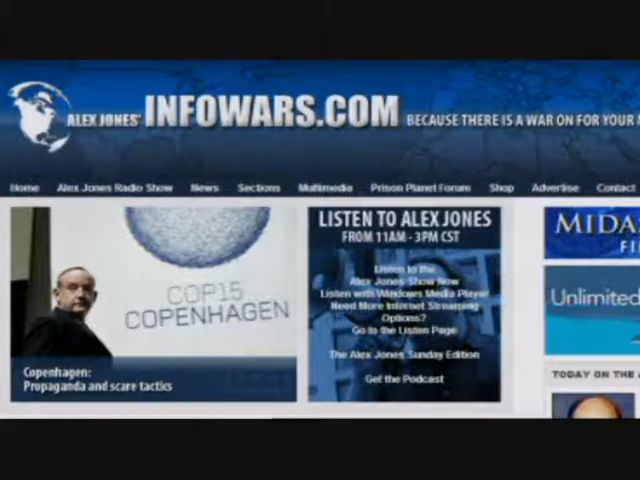 ALEX JONES' INFOWARS.COM BECAUSE THERE IS A WAR ON FOR YOUR
Home Alex Jones Radio Show News Sections Multimedia Prison Planet Forum Shop Advertise Contact
COP15
COPENHAGEN
Copenhagen:
Propaganda and scare tactics
LISTEN TO ALEX JONES
FROM 11AM - 3PM CST
Listen to the
Alex Jones Show Now
Listen with Windows Media Player
Need More Internet Streaming
Options?
Go to the Listen Page
The Alex Jones Sunday Edition
Get the Podcast
MIDAS
FI
Unlimited
TODAY ON THE A